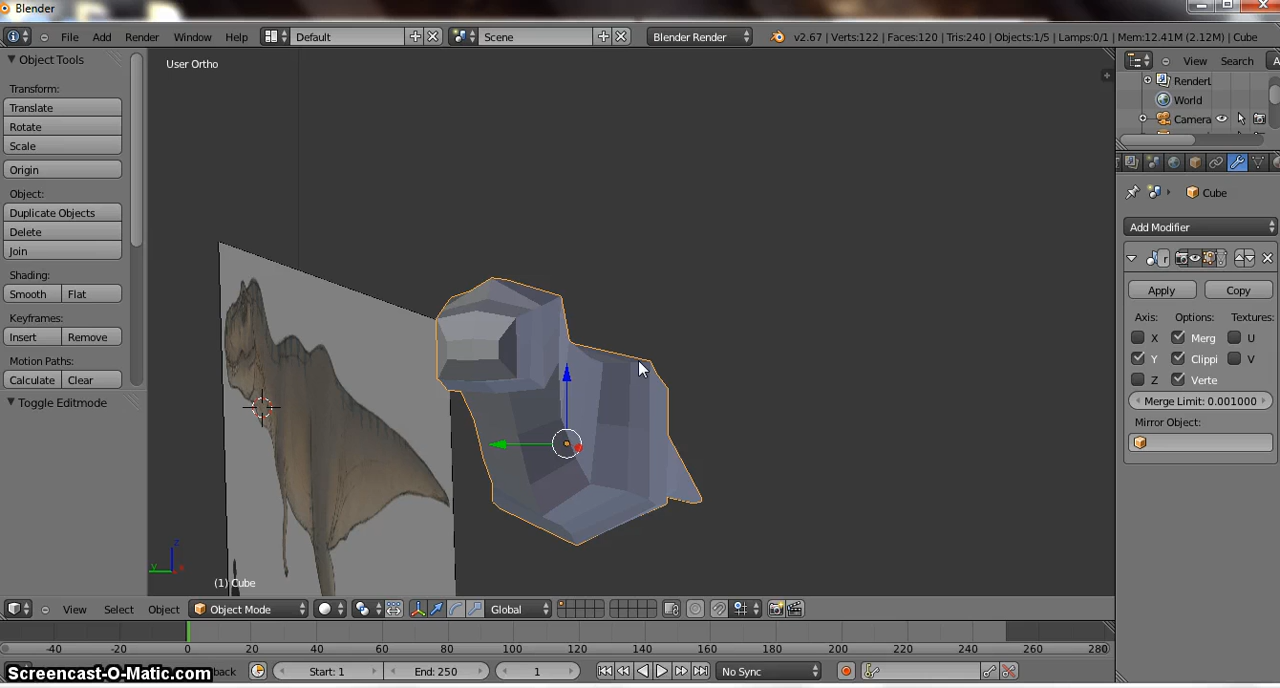 Blender
File Add Render Window Help Default Scene Blender Render v2.67 | Verts:122 | Faces:120 | Tris:240 | Objects:1/5 | Lamps:0/1 | Mem:12.41M (2.12M) | Cube
Object Tools
Transform:
Translate
Rotate
Scale
Origin
Object:
Duplicate Objects
Delete
Join
Shading:
Smooth Flat
Keyframes:
Insert Remove
Motion Paths:
Calculate Clear
Toggle Editmode
User Ortho
z
y x
(1) Cube
View Search A
RenderL
World
Camera
Cube
Add Modifier
r
Apply Copy
Axis: Options: Textures:
X Merg U
Y Clippi V
Z Verte
Merge Limit: 0.001000
Mirror Object:
View Select Object Object Mode Global
-40 -20 0 20 40 60 80 100 120 140 160 180 200 220 240 260 280
back Start: 1 End: 250 1 No Sync
Screencast-O-Matic.com